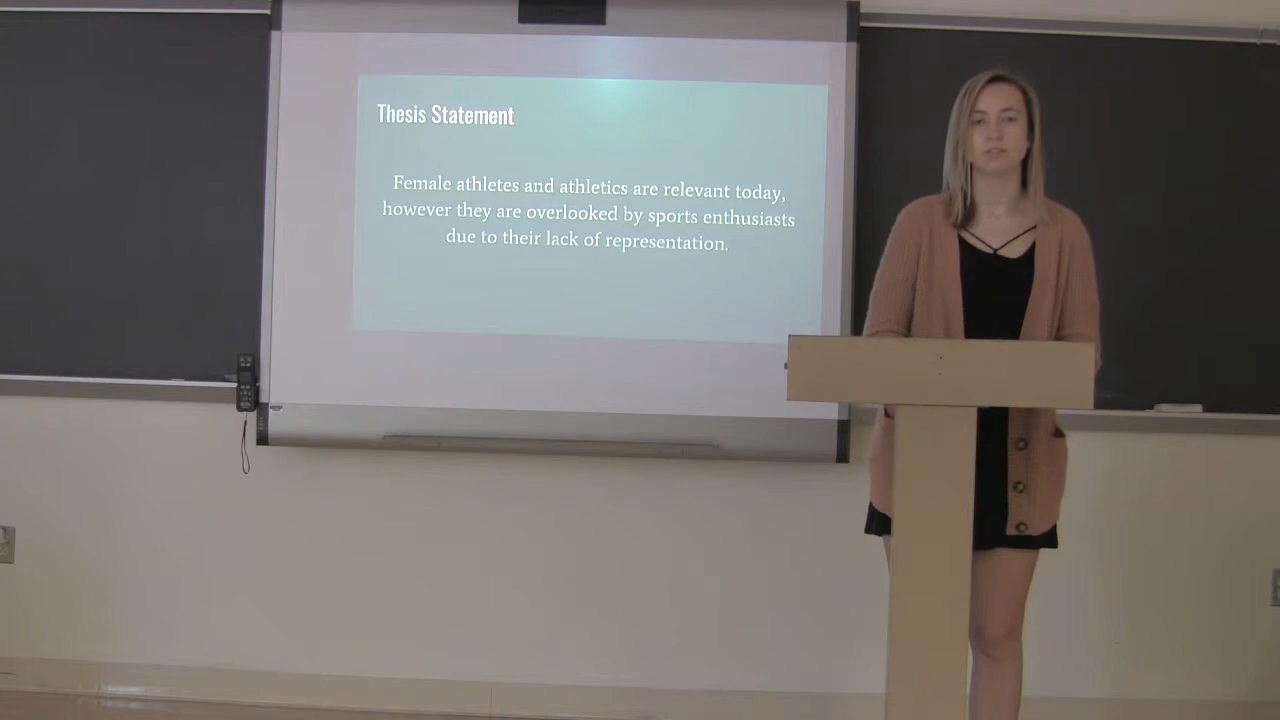 Thesis Statement
Female athletes and athletics are relevant today,
however they are overlooked by sports enthusiasts
due to their lack of representation.